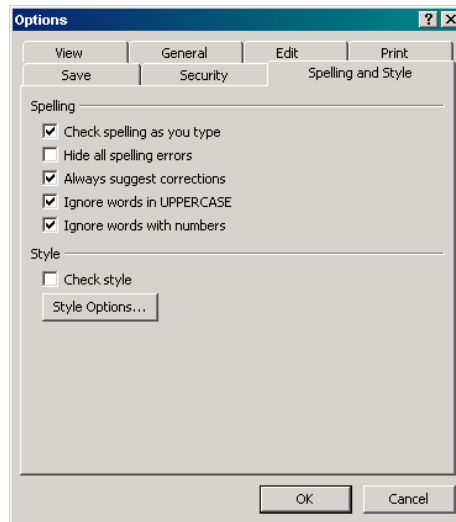 Options
View General Edit Print
Save Security Spelling and Style
Spelling
Check spelling as you type
Hide all spelling errors
Always suggest corrections
Ignore words in UPPERCASE
Ignore words with numbers
Style
Check style
Style Options...
OK Cancel